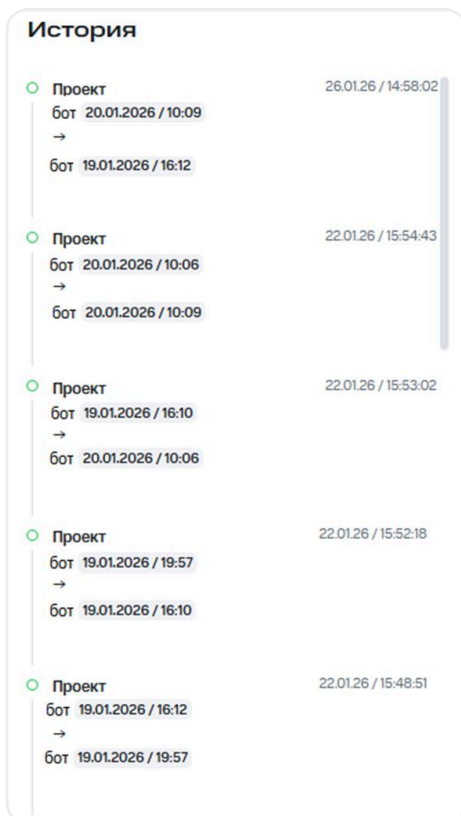 История
Проект 26.01.26 / 14:58:02
бот 20.01.2026 / 10:09
→
бот 19.01.2026 / 16:12
Проект 22.01.26 / 15:54:43
бот 20.01.2026 / 10:06
→
бот 20.01.2026 / 10:09
Проект 22.01.26 / 15:53:02
бот 19.01.2026 / 16:10
→
бот 20.01.2026 / 10:06
Проект 22.01.26 / 15:52:18
бот 19.01.2026 / 19:57
→
бот 19.01.2026 / 16:10
Проект 22.01.26 / 15:48:51
бот 19.01.2026 / 16:12
→
бот 19.01.2026 / 19:57